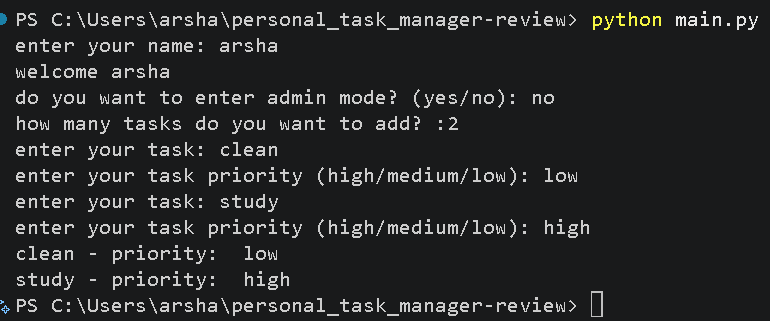 PS C:\Users\arsha\personal_task_manager-review> python main.py
enter your name: arsha
welcome arsha
do you want to enter admin mode? (yes/no): no
how many tasks do you want to add? :2
enter your task: clean
enter your task priority (high/medium/low): low
enter your task: study
enter your task priority (high/medium/low): high
clean - priority:  low
study - priority:  high
PS C:\Users\arsha\personal_task_manager-review>